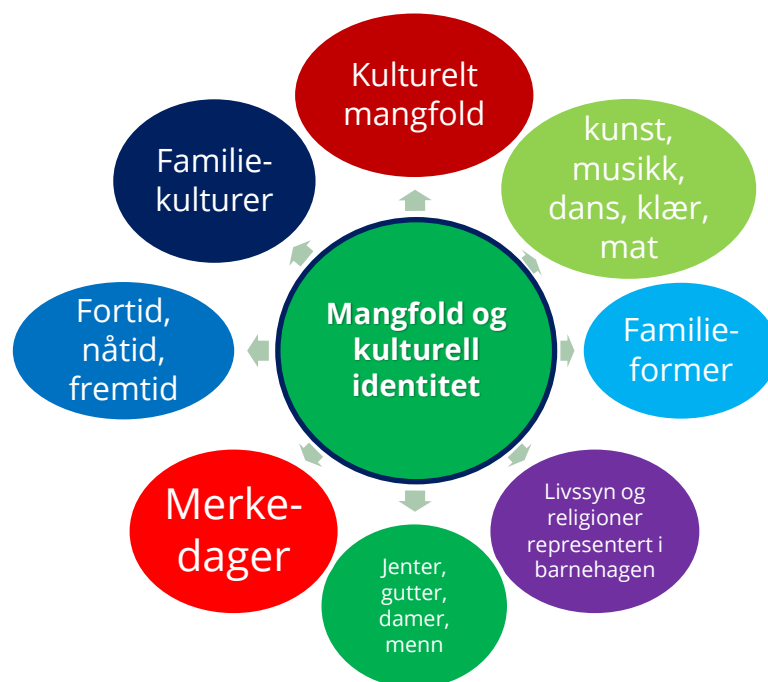 Kulturelt
mangfold
kunst,
musikk,
dans, klær,
mat
Familie-
kulturer
Mangfold og
kulturell
identitet
Fortid,
nåtid,
fremtid
Familie-
former
Merke-
dager
Livssyn og
religioner
representert i
barnehagen
Jenter,
gutter,
damer,
menn